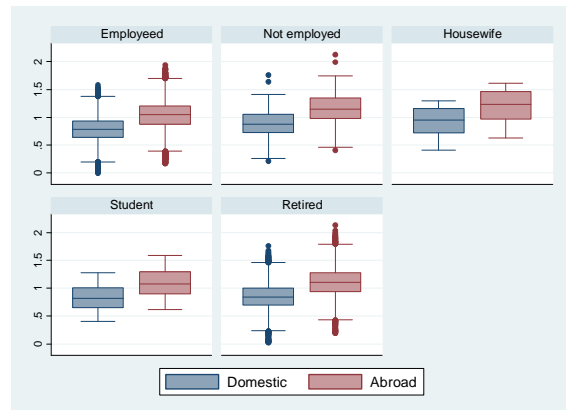 Employeed
Not employed
Housewife
0
.5
1
1.5
2
Student
Retired
0
.5
1
1.5
2
Domestic
Abroad